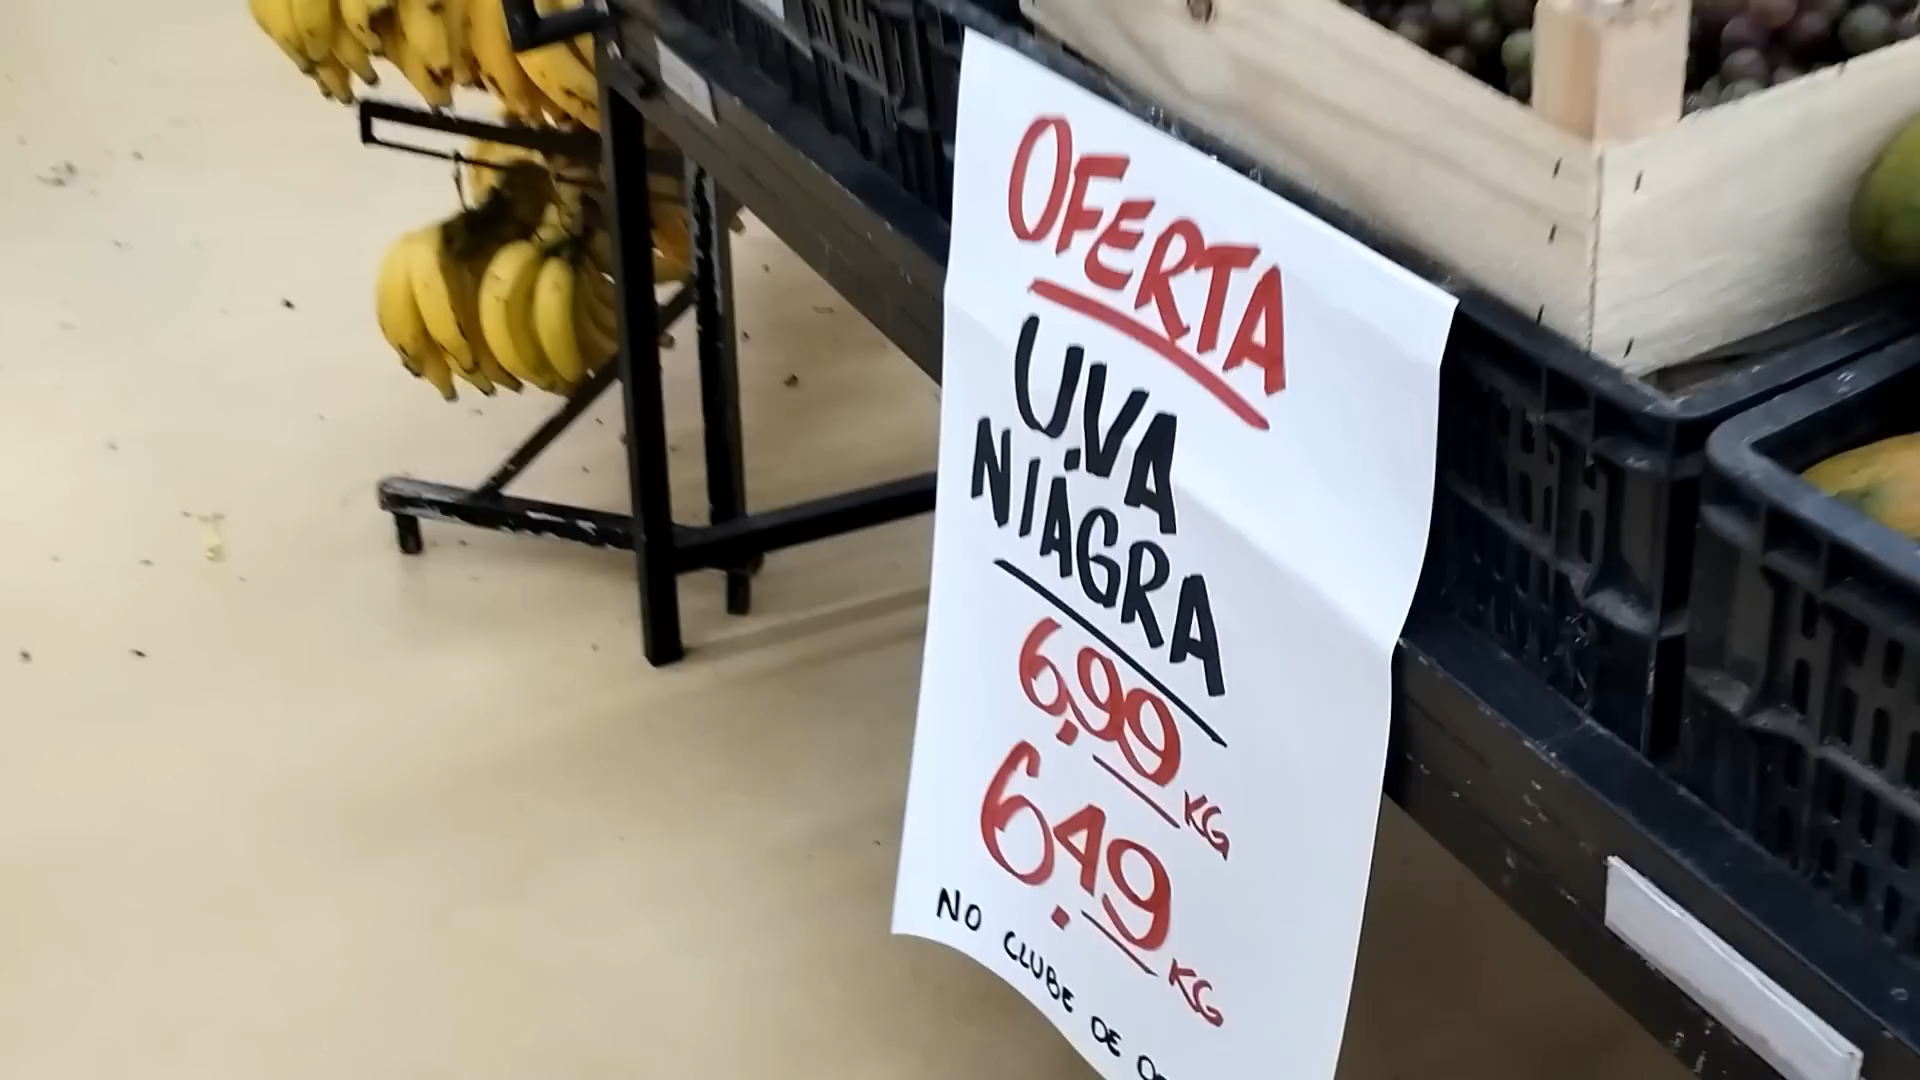 OFERTA
UVA
NIÁGRA
6,99 KG
6,49 KG
NO CLUBE DE